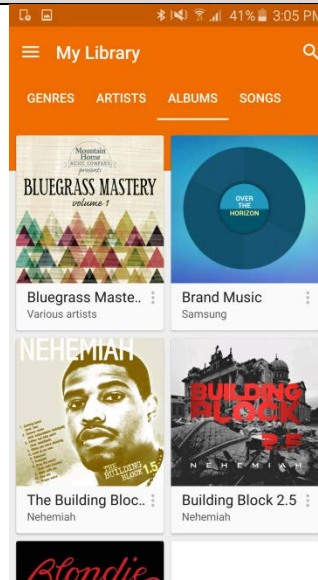 41% 3:05 PM
My Library
GENRES ARTISTS ALBUMS SONGS
Mountain
Home
MUSIC COMPANY
presents
BLUEGRASS MASTERY
volume 1
OVER
THE
HORIZON
Bluegrass Maste..
Various artists
Brand Music
Samsung
NEHEMIAH
THE BUILDING
BLOCK 1.5
BUILDING
BLOCK
2.5
NEHEMIAH
The Building Bloc..
Nehemiah
Building Block 2.5
Nehemiah
Blondie